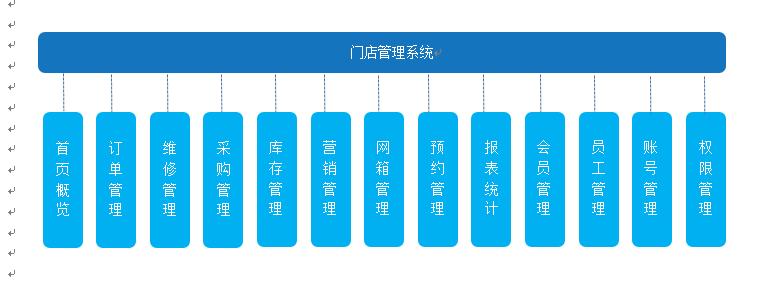 门店管理系统
首页概览
订单管理
维修管理
采购管理
库存管理
营销管理
网箱管理
预约管理
报表统计
会员管理
员工管理
账号管理
权限管理